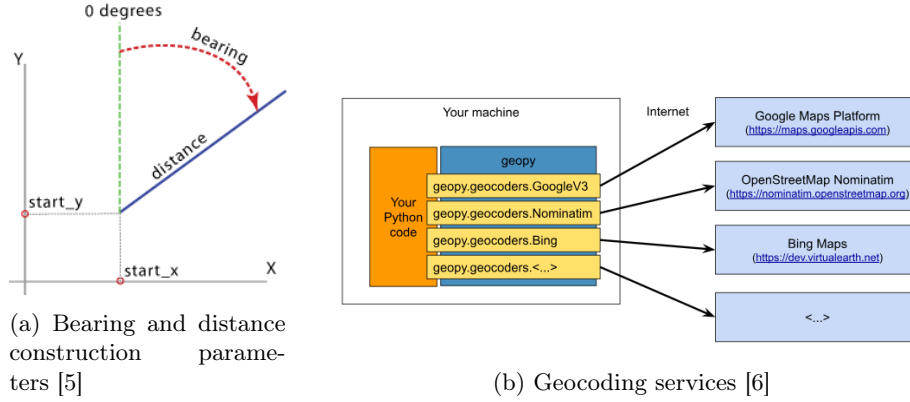 0 degrees
bearing
Y
distance
start_y
start_x
X
(a) Bearing and distance
construction parame-
ters [5]
Your machine
Internet
geopy
Your
Python
code
geopy.geocoders.GoogleV3
geopy.geocoders.Nominatim
geopy.geocoders.Bing
geopy.geocoders.<...>
Google Maps Platform
(https://maps.googleapis.com)
OpenStreetMap Nominatim
(https://nominatim.openstreetmap.org)
Bing Maps
(https://dev.virtualearth.net)
<...>
(b) Geocoding services [6]